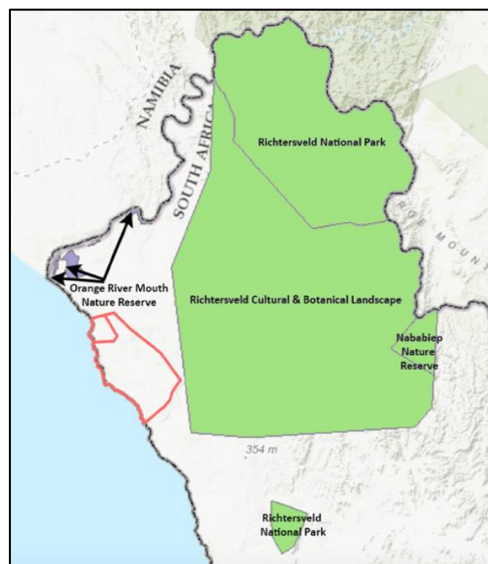 NAMIBIA
SOUTH AFRICA
Richtersveld National Park
Orange River Mouth
Nature Reserve
Richtersveld Cultural & Botanical Landscape
Nababiep
Nature
Reserve
354 m
Richtersveld
National Park